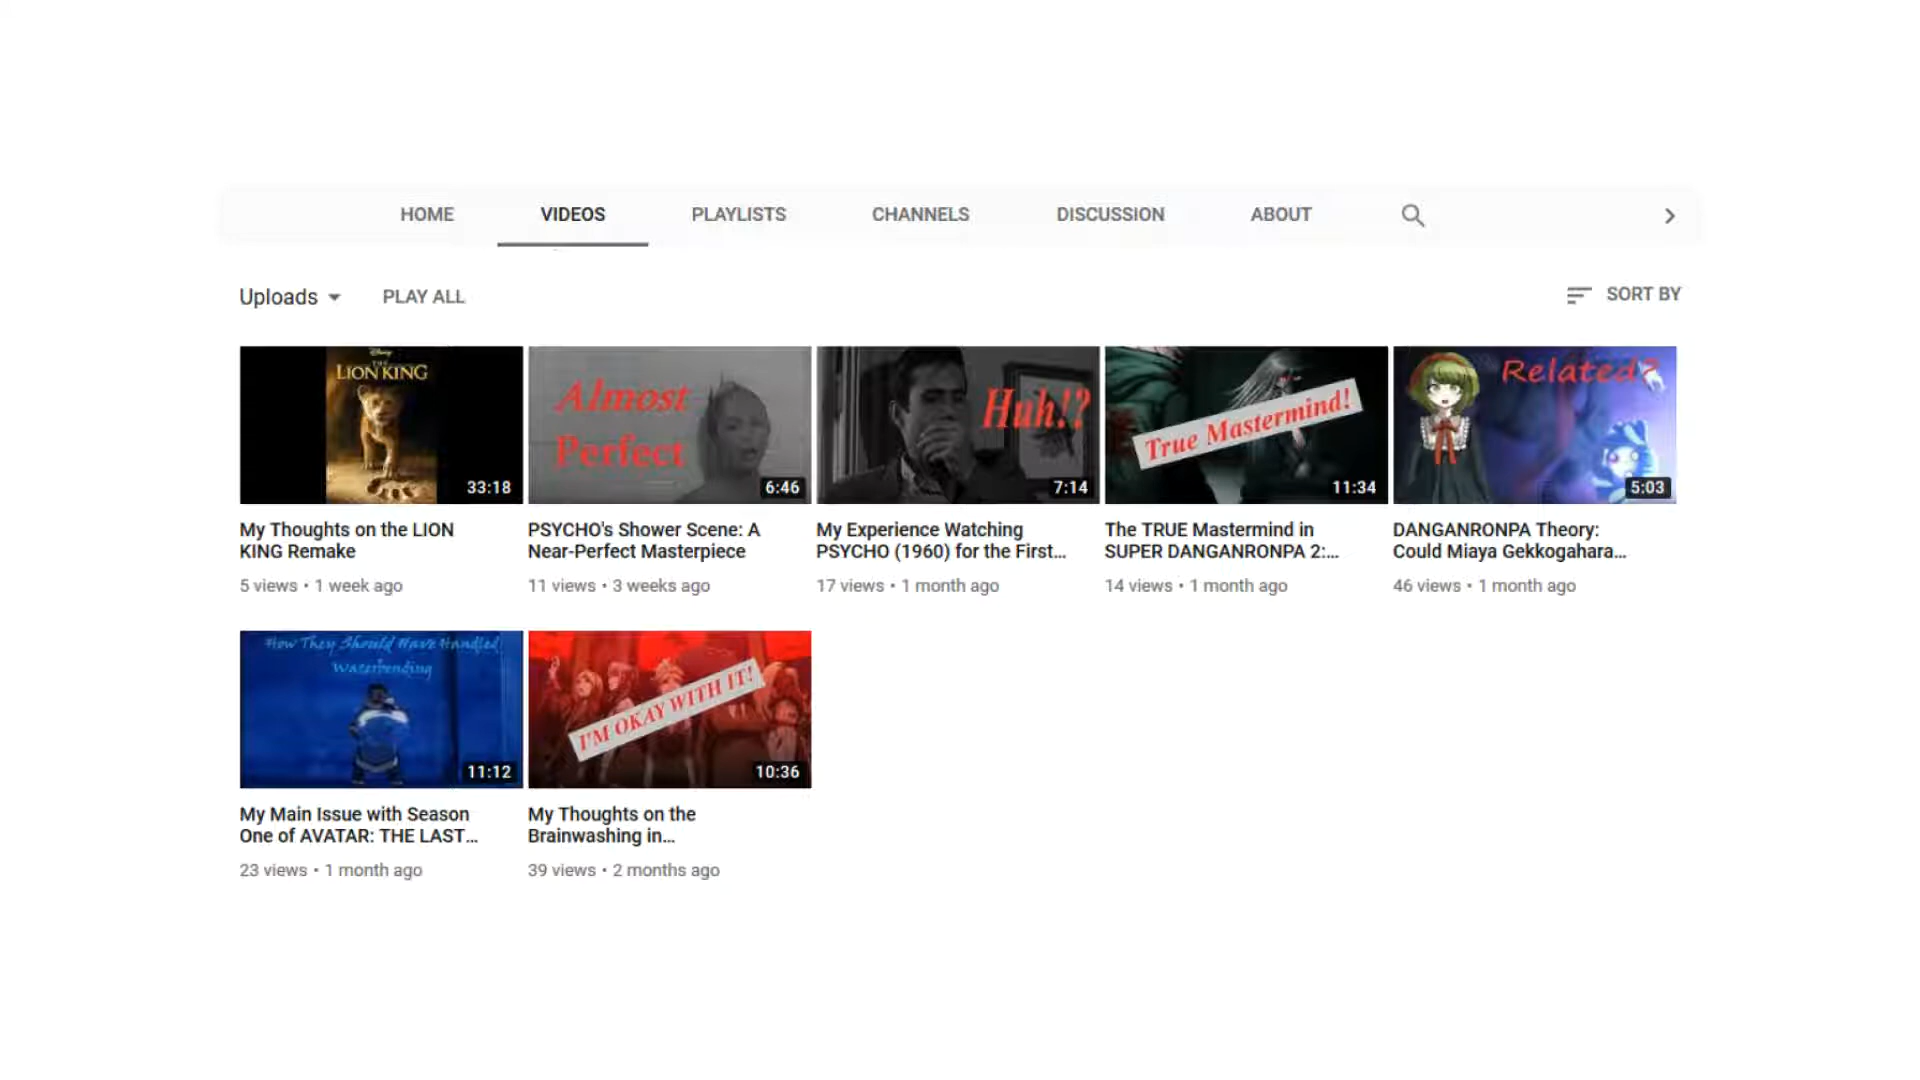 HOME VIDEOS PLAYLISTS CHANNELS DISCUSSION ABOUT
Uploads PLAY ALL SORT BY
Disney
THE
LION KING
33:18
Almost
Perfect
6:46
Huh!?
7:14
True Mastermind!
11:34
Related?
5:03
My Thoughts on the LION
KING Remake
5 views • 1 week ago
PSYCHO's Shower Scene: A
Near-Perfect Masterpiece
11 views • 3 weeks ago
My Experience Watching
PSYCHO (1960) for the First...
17 views • 1 month ago
The TRUE Mastermind in
SUPER DANGANRONPA 2:...
14 views • 1 month ago
DANGANRONPA Theory:
Could Miaya Gekkogahara...
46 views • 1 month ago
How They Should Have Handled
Waterbending
11:12
I'M OKAY WITH IT!
10:36
My Main Issue with Season
One of AVATAR: THE LAST...
23 views • 1 month ago
My Thoughts on the
Brainwashing in...
39 views • 2 months ago